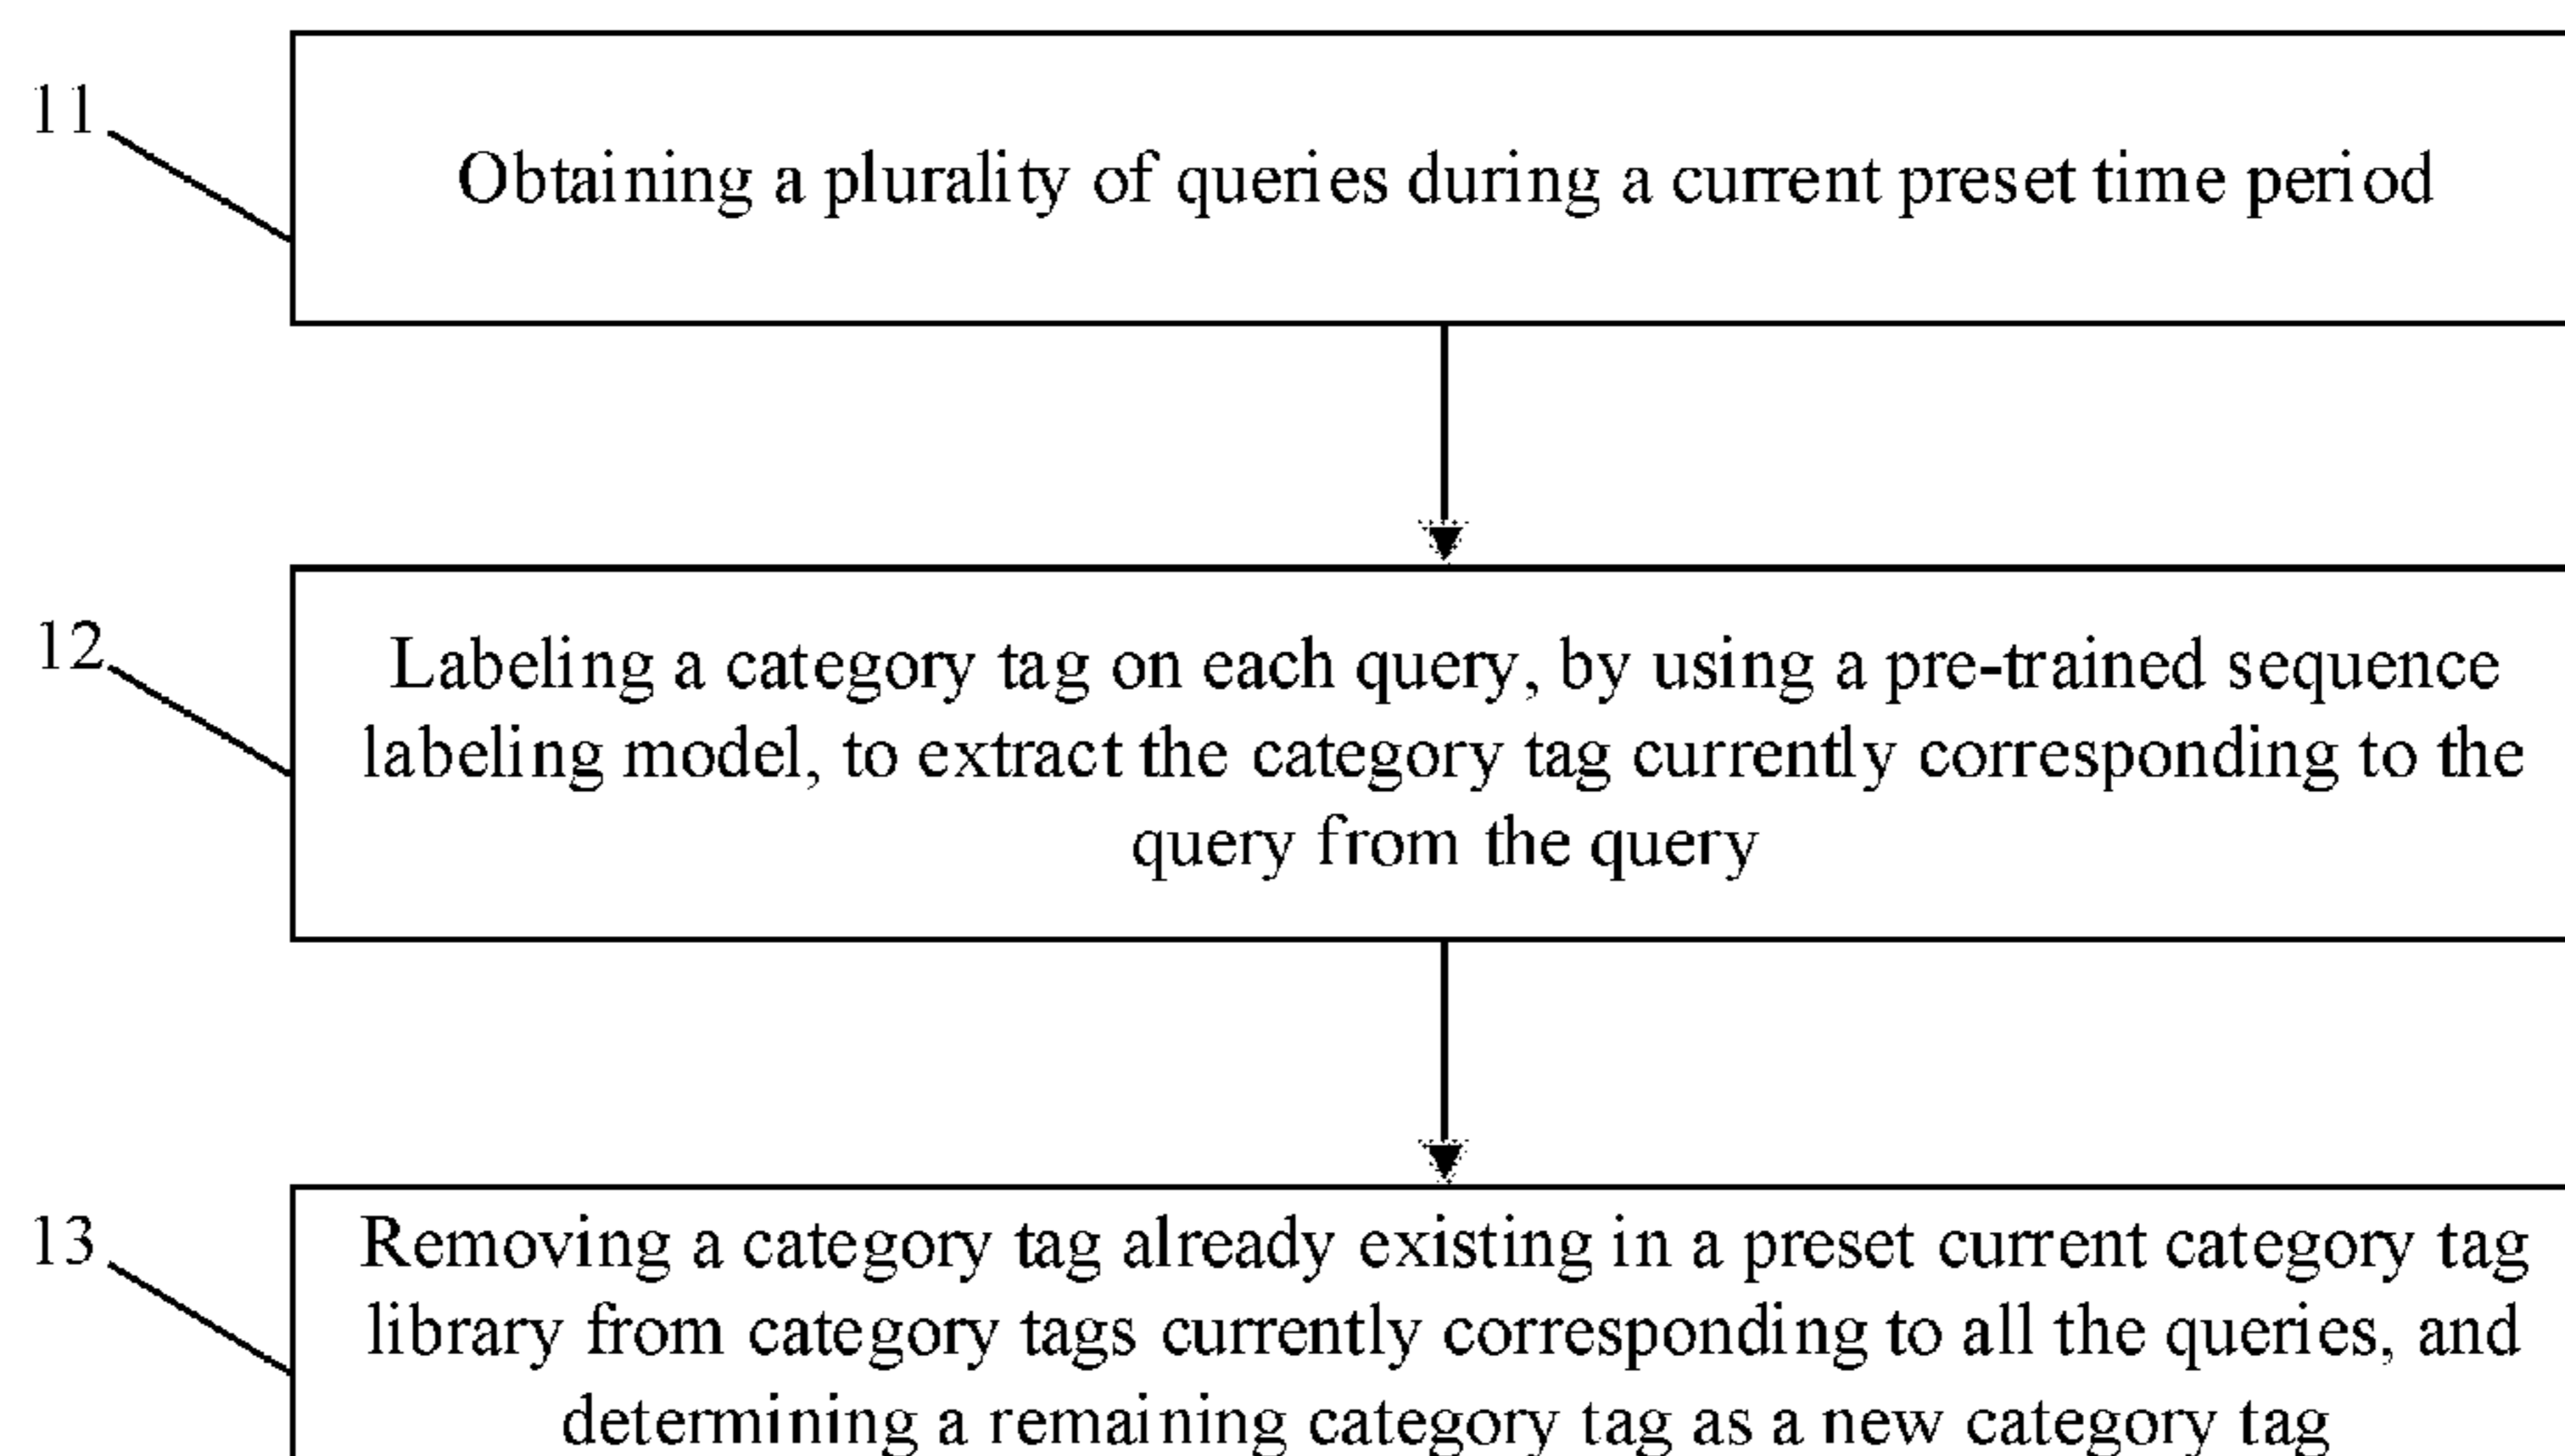 11
Obtaining a plurality of queries during a current preset time period
12
Labeling a category tag on each query, by using a pre-trained sequence
labeling model, to extract the category tag currently corresponding to the
query from the query
13
Removing a category tag already existing in a preset current category tag
library from category tags currently corresponding to all the queries, and
determining a remaining category tag as a new category tag